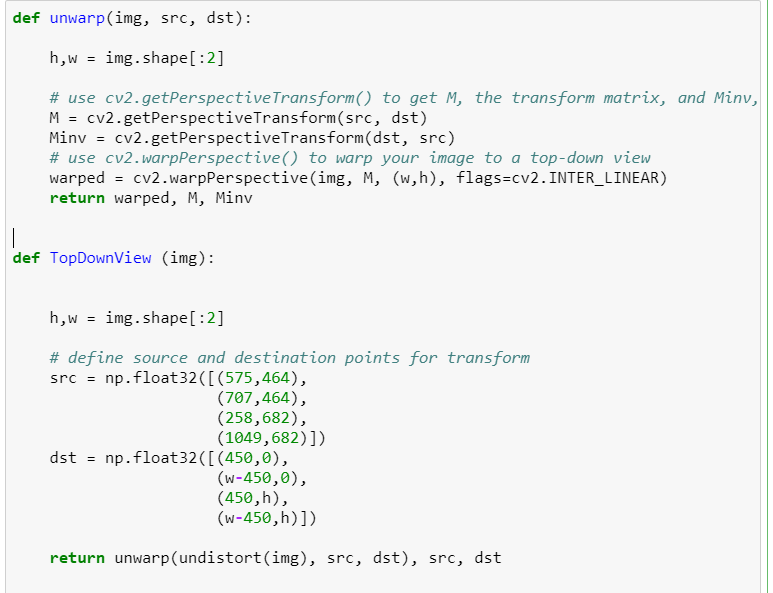 def unwarp(img, src, dst):
h,w = img.shape[:2]
# use cv2.getPerspectiveTransform() to get M, the transform matrix, and Minv,
M = cv2.getPerspectiveTransform(src, dst)
Minv = cv2.getPerspectiveTransform(dst, src)
# use cv2.warpPerspective() to warp your image to a top-down view
warped = cv2.warpPerspective(img, M, (w,h), flags=cv2.INTER_LINEAR)
return warped, M, Minv
def TopDownView (img):
h,w = img.shape[:2]
# define source and destination points for transform
src = np.float32([(575,464),
(707,464),
(258,682),
(1049,682)])
dst = np.float32([(450,0),
(w-450,0),
(450,h),
(w-450,h)])
return unwarp(undistort(img), src, dst), src, dst